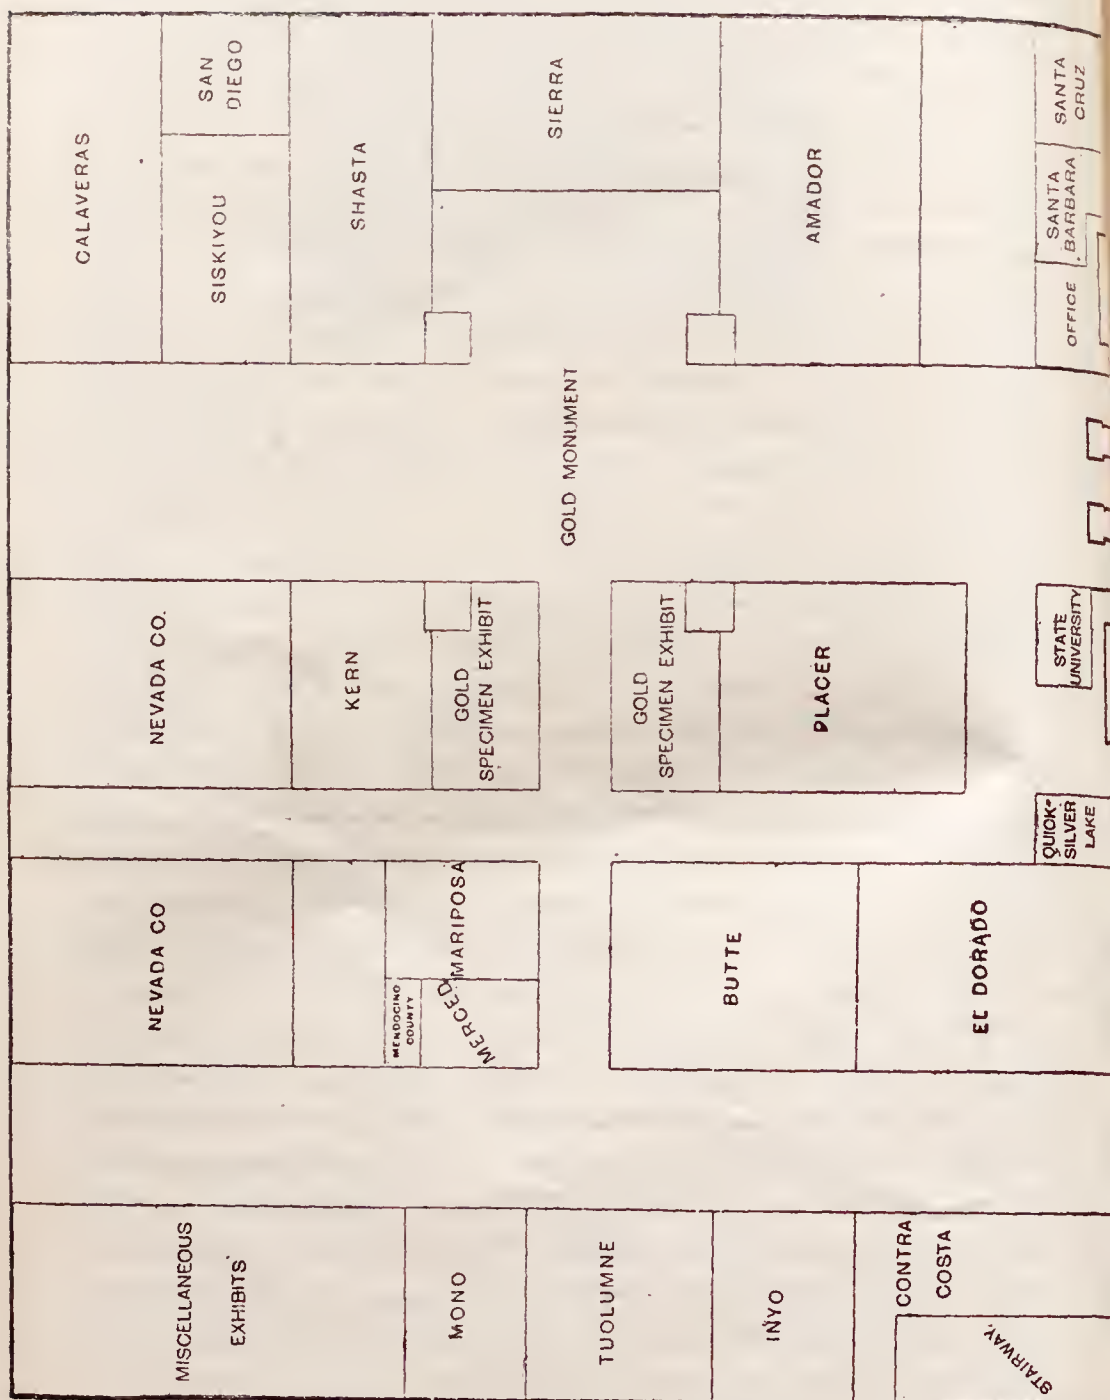 CALAVERAS
SAN
DIEGO
SISKIYOU
SHASTA
SIERRA
AMADOR
SANTA
CRUZ
SANTA
BARBARA
OFFICE
GOLD MONUMENT
NEVADA CO.
KERN
GOLD
SPECIMEN EXHIBIT
GOLD
SPECIMEN EXHIBIT
PLACER
STATE
UNIVERSITY
QUICK-
SILVER
LAKE
NEVADA CO
MARIPOSA
MENDOCINO
COUNTY
MERCED
BUTTE
EL DORADO
MISCELLANEOUS
EXHIBITS
MONO
TUOLUMNE
INYO
CONTRA
COSTA
STAIRWAY.